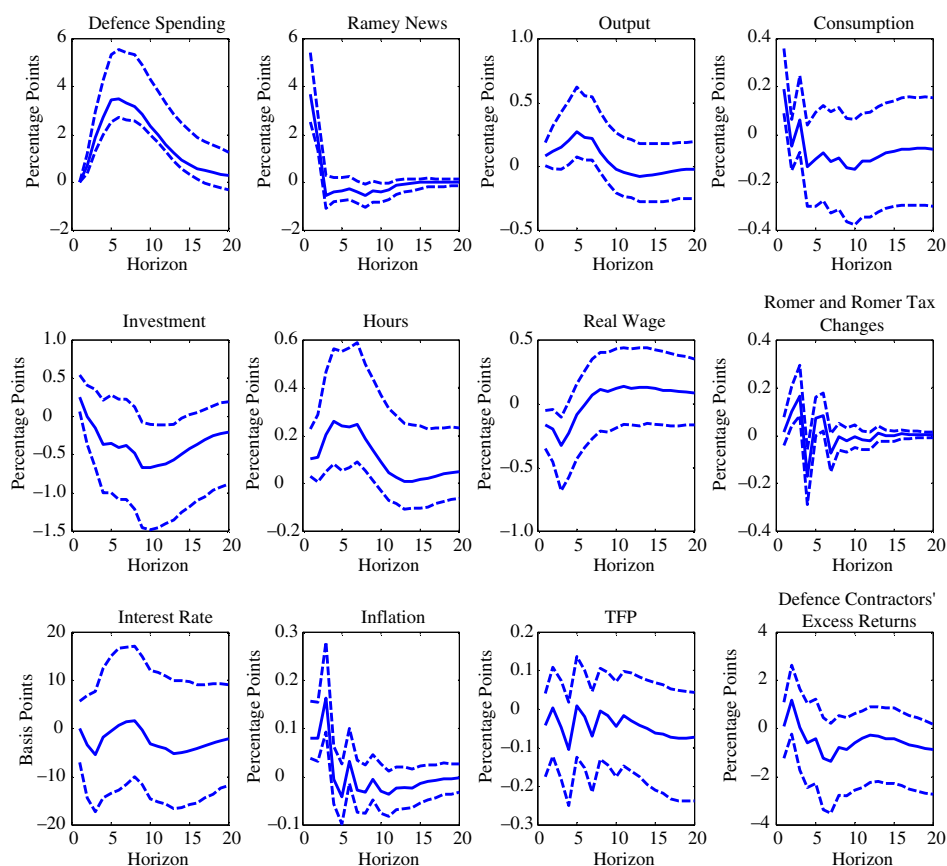 Defence Spending
Ramey News
Output
Consumption
Percentage Points
6
4
2
0
−2
0 5 10 15 20
Horizon
Percentage Points
6
4
2
0
−2
0 5 10 15 20
Horizon
Percentage Points
1.0
0.5
0
−0.5
0 5 10 15 20
Horizon
Percentage Points
0.4
0.2
0
−0.2
−0.4
0 5 10 15 20
Horizon
Investment
Hours
Real Wage
Romer and Romer Tax
Changes
Percentage Points
1.0
0.5
0
−0.5
−1.0
−1.5
0 5 10 15 20
Horizon
Percentage Points
0.6
0.4
0.2
0
−0.2
0 5 10 15 20
Horizon
Percentage Points
0.5
0
−0.5
−1.0
0 5 10 15 20
Horizon
Percentage Points
0.4
0.2
0
−0.2
−0.4
0 5 10 15 20
Horizon
Interest Rate
Inflation
TFP
Defence Contractors'
Excess Returns
Basis Points
20
10
0
−10
−20
0 5 10 15 20
Horizon
Percentage Points
0.3
0.2
0.1
0
−0.1
0 5 10 15 20
Horizon
Percentage Points
0.2
0.1
0
−0.1
−0.2
−0.3
0 5 10 15 20
Horizon
Percentage Points
4
2
0
−2
−4
0 5 10 15 20
Horizon